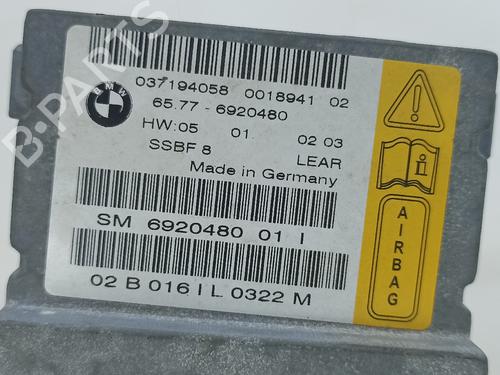 037194058 0018941 02
BMW
65.77 - 6920480
HW:05 01. 02 03
SSBF 8 LEAR
Made in Germany
SM 6920480 01 I
02 B 016 I L 0322 M
AIRBAG
B-PARTS